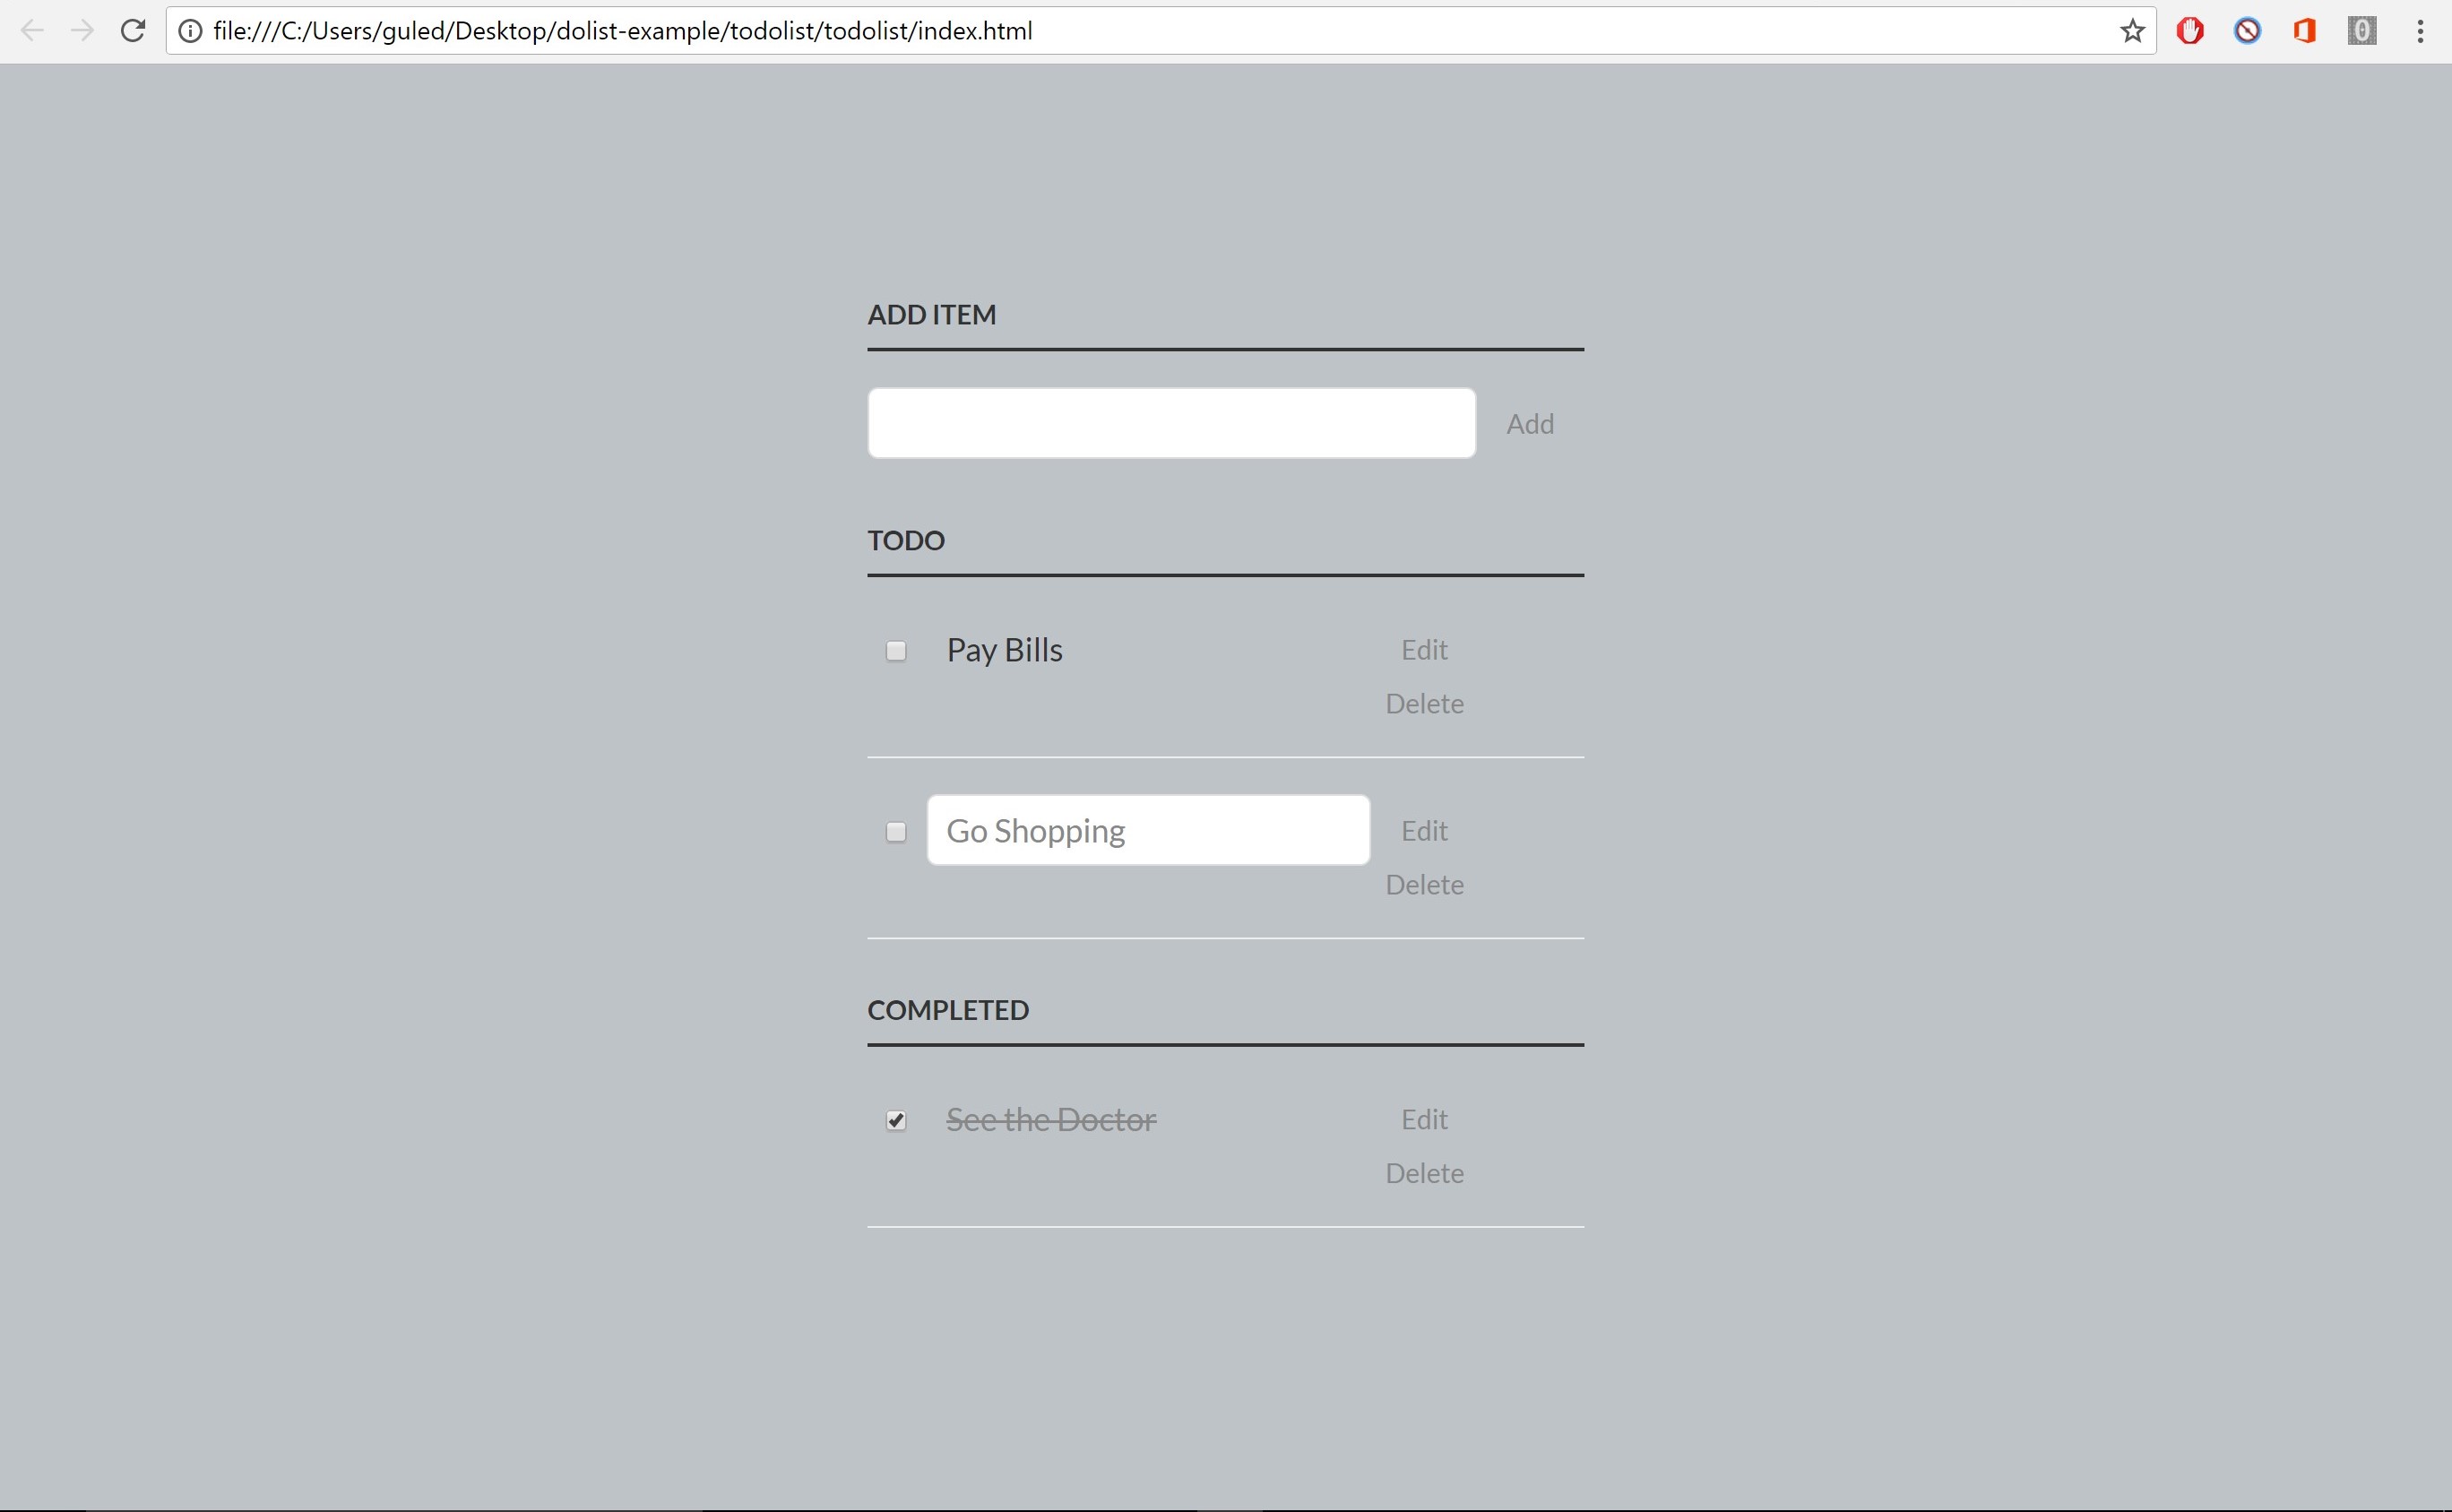 file:///C:/Users/guled/Desktop/dolist-example/todolist/todolist/index.html
ADD ITEM
Add
TODO
Pay Bills
Edit
Delete
Go Shopping
Edit
Delete
COMPLETED
See the Doctor
Edit
Delete